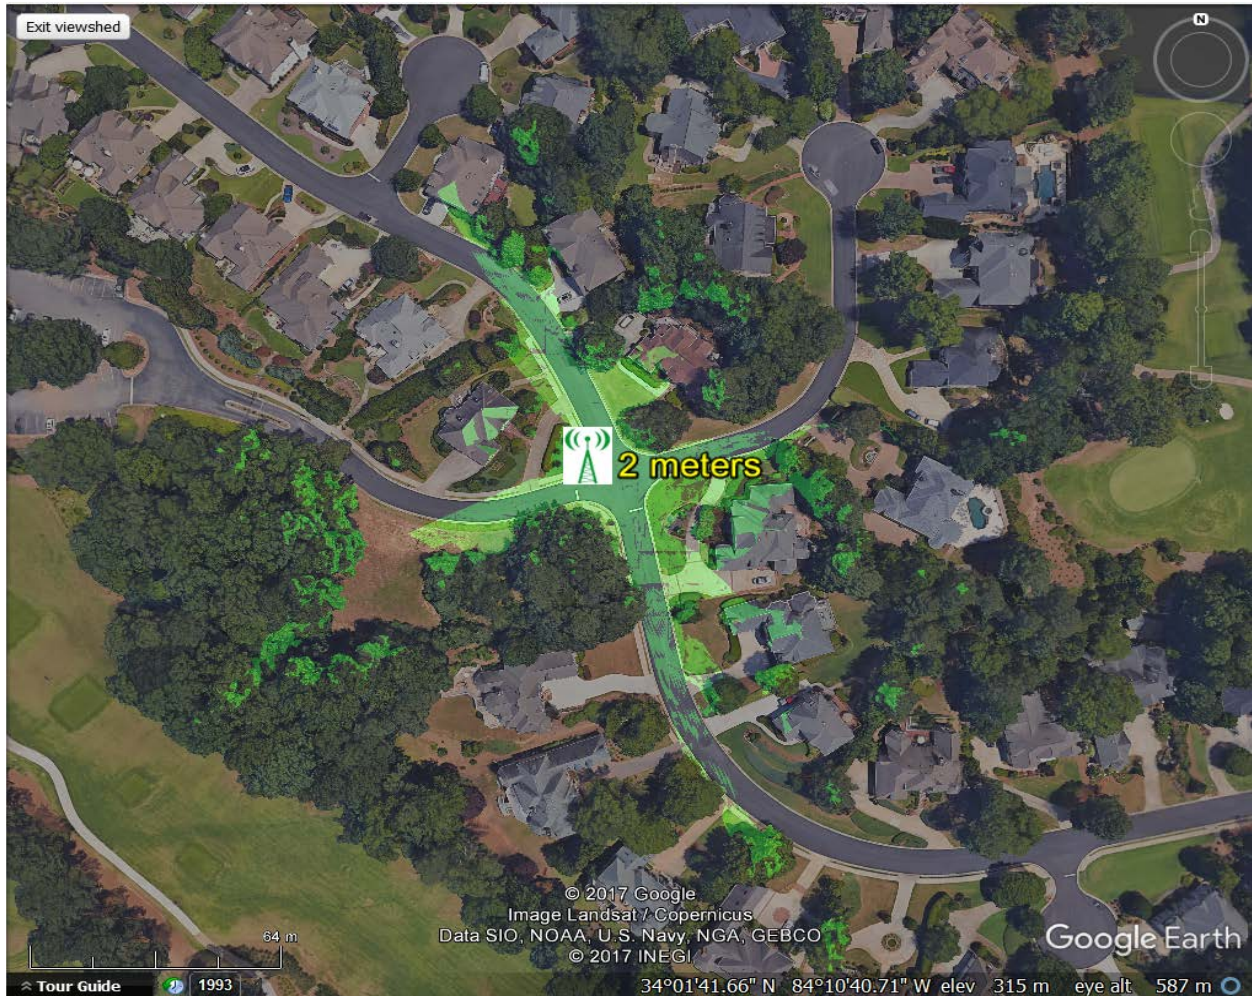 Exit viewshed
N
2 meters
© 2017 Google
Image Landsat / Copernicus
Data SIO, NOAA, U.S. Navy, NGA, GEBCO
© 2017 INEGI
64 m
Google Earth
Tour Guide
1993
34°01'41.66" N 84°10'40.71" W elev 315 m eye alt 587 m